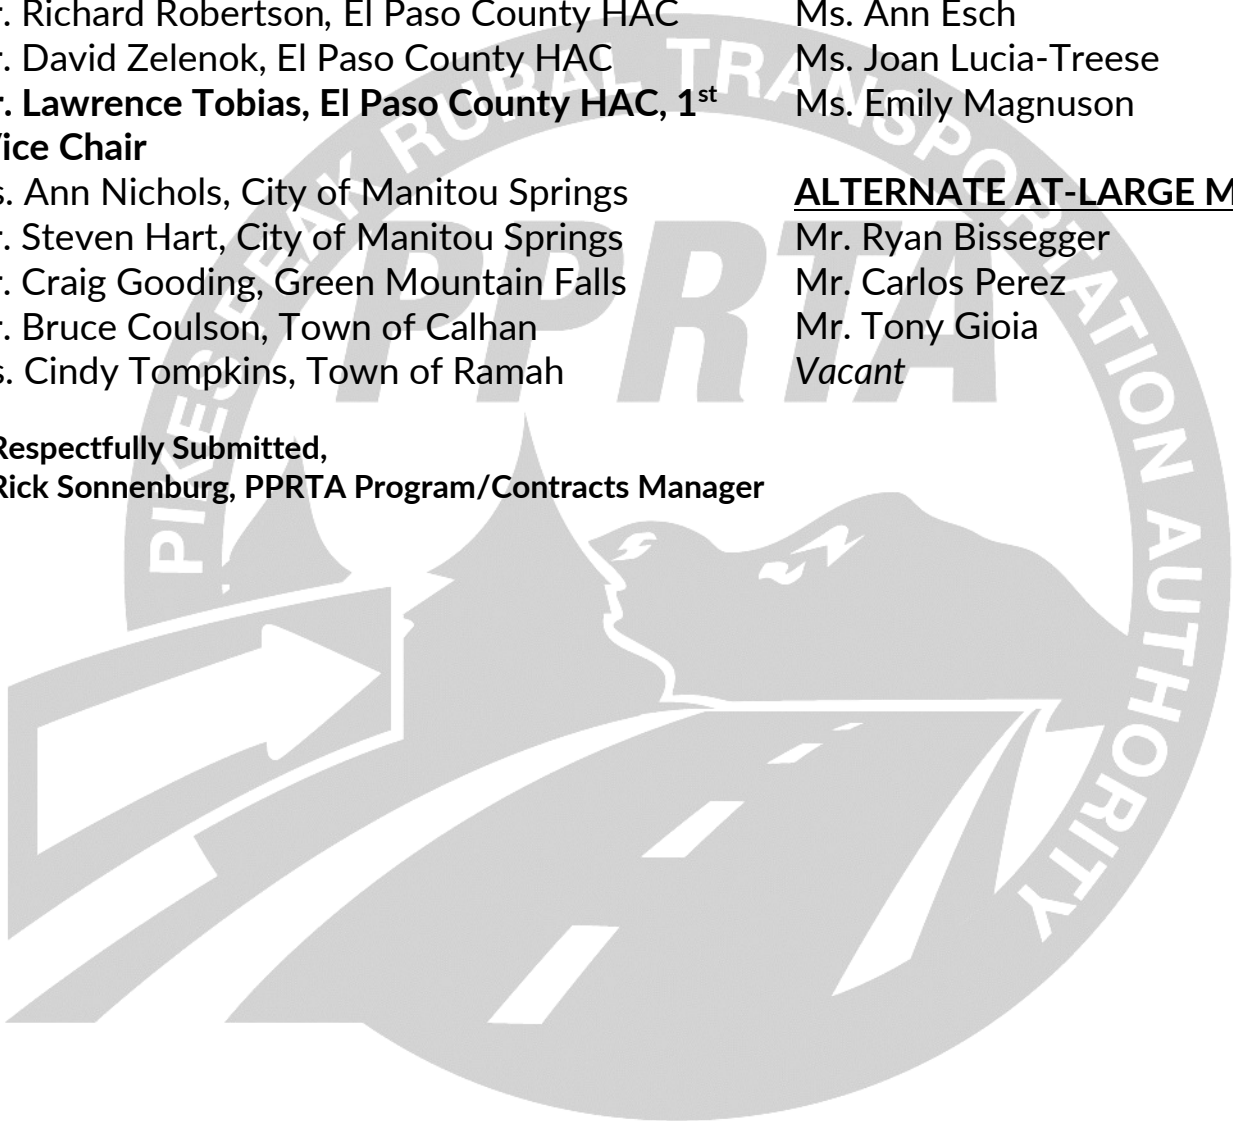 r. Richard Robertson, El Paso County HAC
r. David Zelenok, El Paso County HAC
r. Lawrence Tobias, El Paso County HAC, 1st
Vice Chair
s. Ann Nichols, City of Manitou Springs
r. Steven Hart, City of Manitou Springs
r. Craig Gooding, Green Mountain Falls
r. Bruce Coulson, Town of Calhan
s. Cindy Tompkins, Town of Ramah
Ms. Ann Esch
Ms. Joan Lucia-Treese
Ms. Emily Magnuson
ALTERNATE AT-LARGE M
Mr. Ryan Bissegger
Mr. Carlos Perez
Mr. Tony Gioia
Vacant
Respectfully Submitted,
Rick Sonnenburg, PPRTA Program/Contracts Manager
PIKES PEAK RURAL TRANSPORTATION AUTHORITY
PPRTA